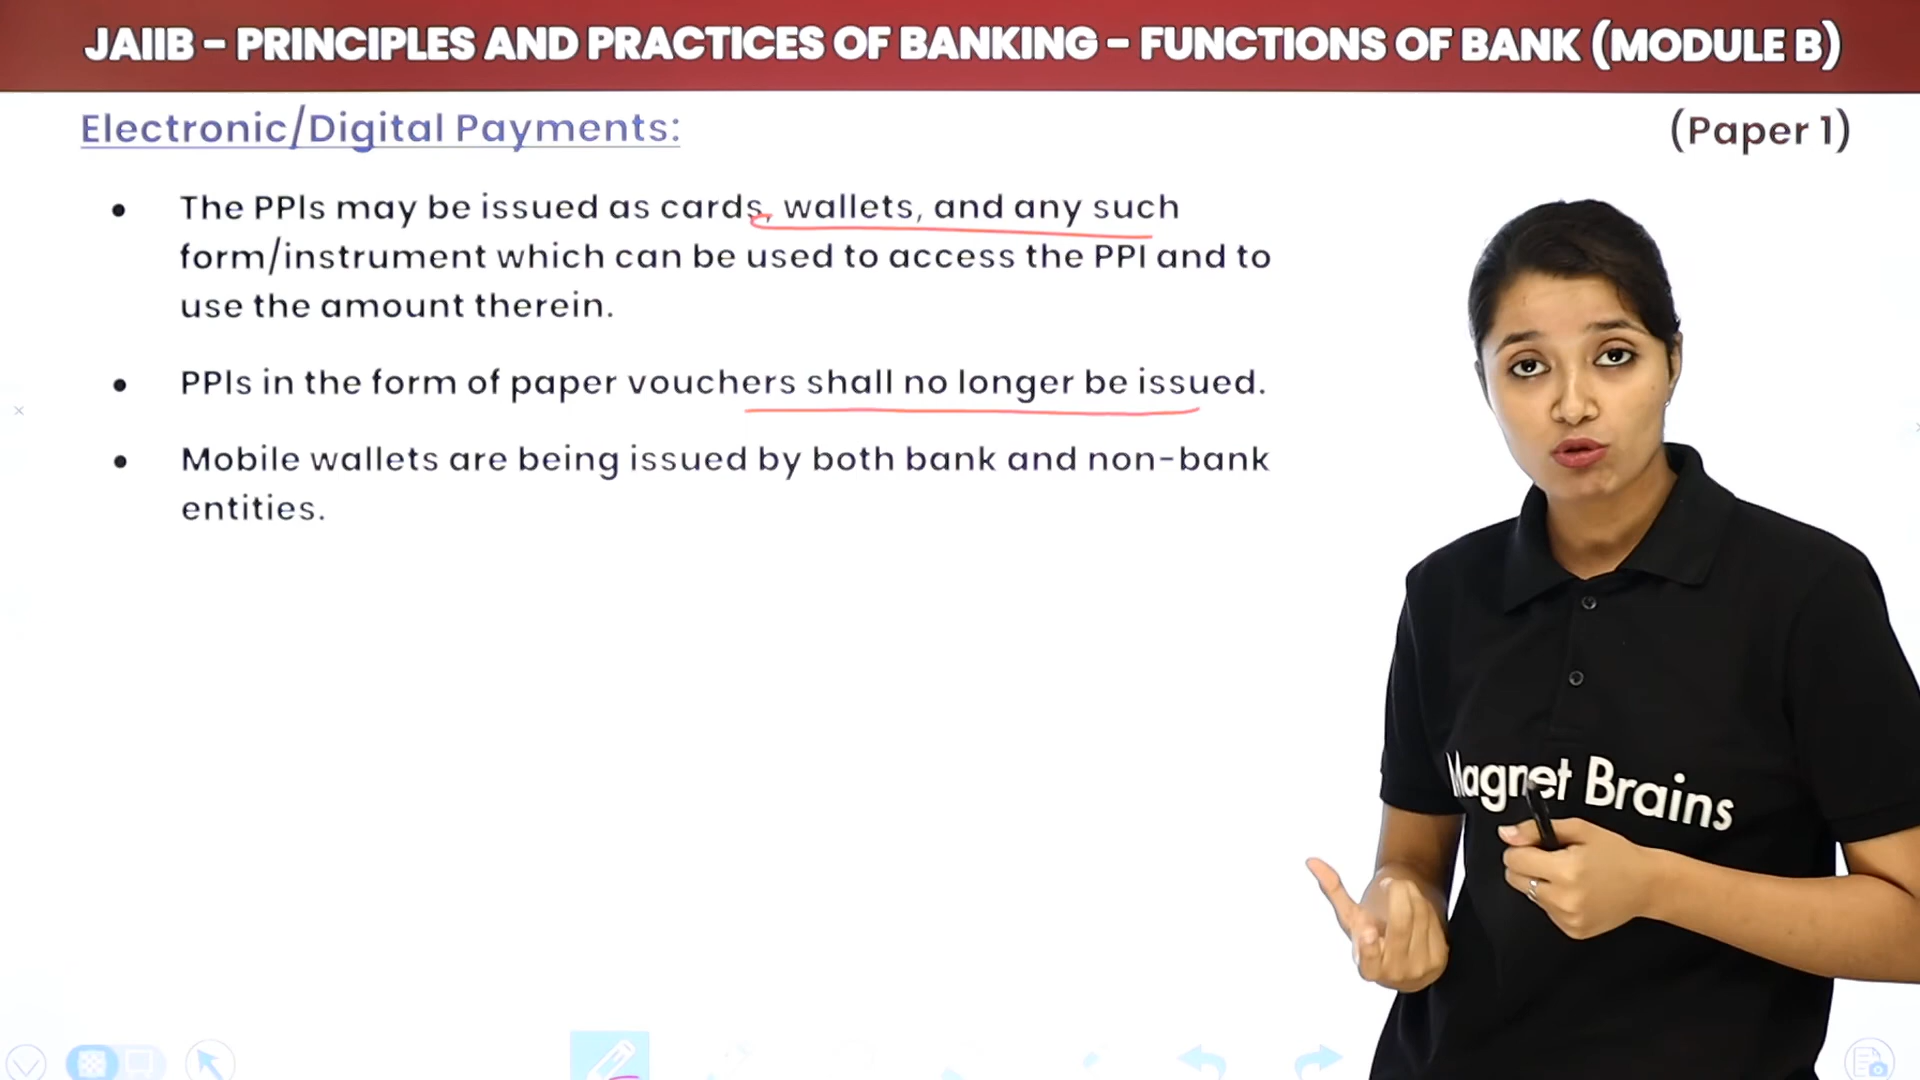 JAIIB - PRINCIPLES AND PRACTICES OF BANKING - FUNCTIONS OF BANK (MODULE B)
Electronic/Digital Payments:
(Paper 1)
• The PPIs may be issued as cards, wallets, and any such
form/instrument which can be used to access the PPI and to
use the amount therein.
• PPIs in the form of paper vouchers shall no longer be issued.
• Mobile wallets are being issued by both bank and non-bank
entities.
Magnet Brains